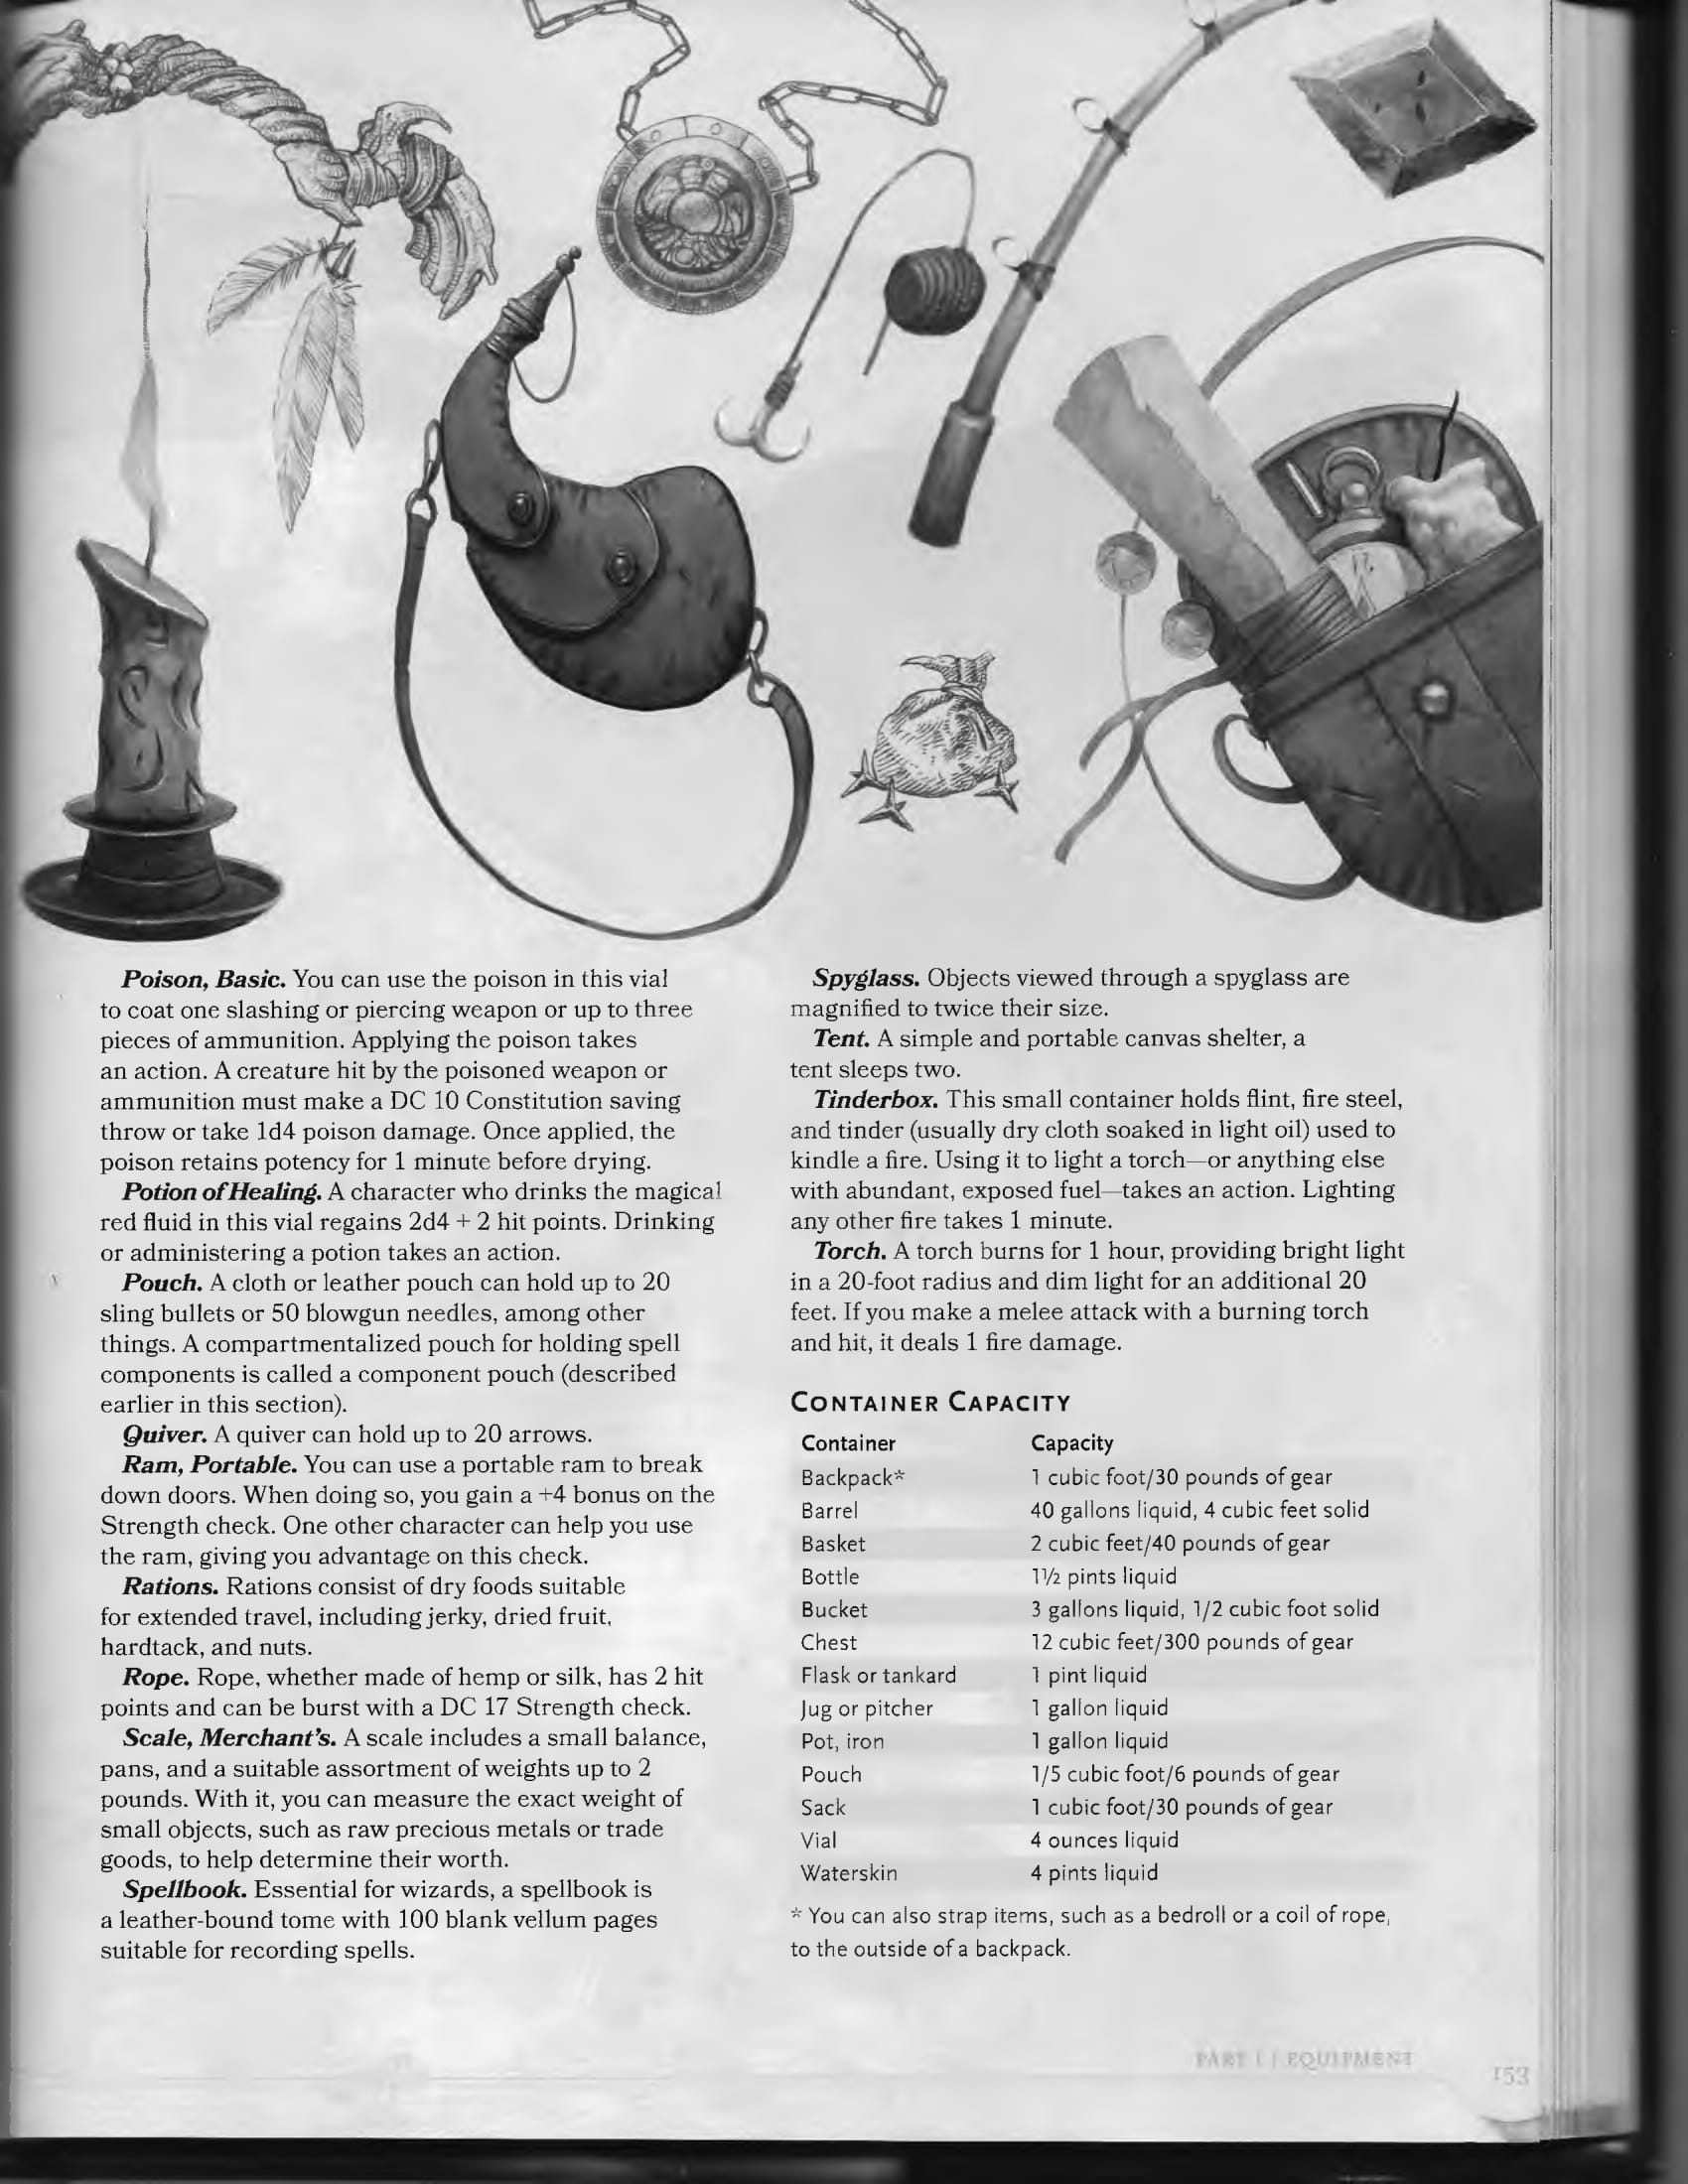 Poison, Basic. You can use the poison in this vial
to coat one slashing or piercing weapon or up to three
pieces of ammunition. Applying the poison takes
an action. A creature hit by the poisoned weapon or
ammunition must make a DC 10 Constitution saving
throw or take 1d4 poison damage. Once applied, the
poison retains potency for 1 minute before drying.
Potion of Healing. A character who drinks the magical
red fluid in this vial regains 2d4 + 2 hit points. Drinking
or administering a potion takes an action.
Pouch. A cloth or leather pouch can hold up to 20
sling bullets or 50 blowgun needles, among other
things. A compartmentalized pouch for holding spell
components is called a component pouch (described
earlier in this section).
Quiver. A quiver can hold up to 20 arrows.
Ram, Portable. You can use a portable ram to break
down doors. When doing so, you gain a +4 bonus on the
Strength check. One other character can help you use
the ram, giving you advantage on this check.
Rations. Rations consist of dry foods suitable
for extended travel, including jerky, dried fruit,
hardtack, and nuts.
Rope. Rope, whether made of hemp or silk, has 2 hit
points and can be burst with a DC 17 Strength check.
Scale, Merchant's. A scale includes a small balance,
pans, and a suitable assortment of weights up to 2
pounds. With it, you can measure the exact weight of
small objects, such as raw precious metals or trade
goods, to help determine their worth.
Spellbook. Essential for wizards, a spellbook is
a leather-bound tome with 100 blank vellum pages
suitable for recording spells.
Spyglass. Objects viewed through a spyglass are
magnified to twice their size.
Tent. A simple and portable canvas shelter, a
tent sleeps two.
Tinderbox. This small container holds flint, fire steel,
and tinder (usually dry cloth soaked in light oil) used to
kindle a fire. Using it to light a torch—or anything else
with abundant, exposed fuel—takes an action. Lighting
any other fire takes 1 minute.
Torch. A torch burns for 1 hour, providing bright light
in a 20-foot radius and dim light for an additional 20
feet. If you make a melee attack with a burning torch
and hit, it deals 1 fire damage.
CONTAINER CAPACITY
Container Capacity
Backpack* 1 cubic foot/30 pounds of gear
Barrel 40 gallons liquid, 4 cubic feet solid
Basket 2 cubic feet/40 pounds of gear
Bottle 1½ pints liquid
Bucket 3 gallons liquid, 1/2 cubic foot solid
Chest 12 cubic feet/300 pounds of gear
Flask or tankard 1 pint liquid
Jug or pitcher 1 gallon liquid
Pot, iron 1 gallon liquid
Pouch 1/5 cubic foot/6 pounds of gear
Sack 1 cubic foot/30 pounds of gear
Vial 4 ounces liquid
Waterskin 4 pints liquid
* You can also strap items, such as a bedroll or a coil of rope,
to the outside of a backpack.
PART 1 | EQUIPMENT
153